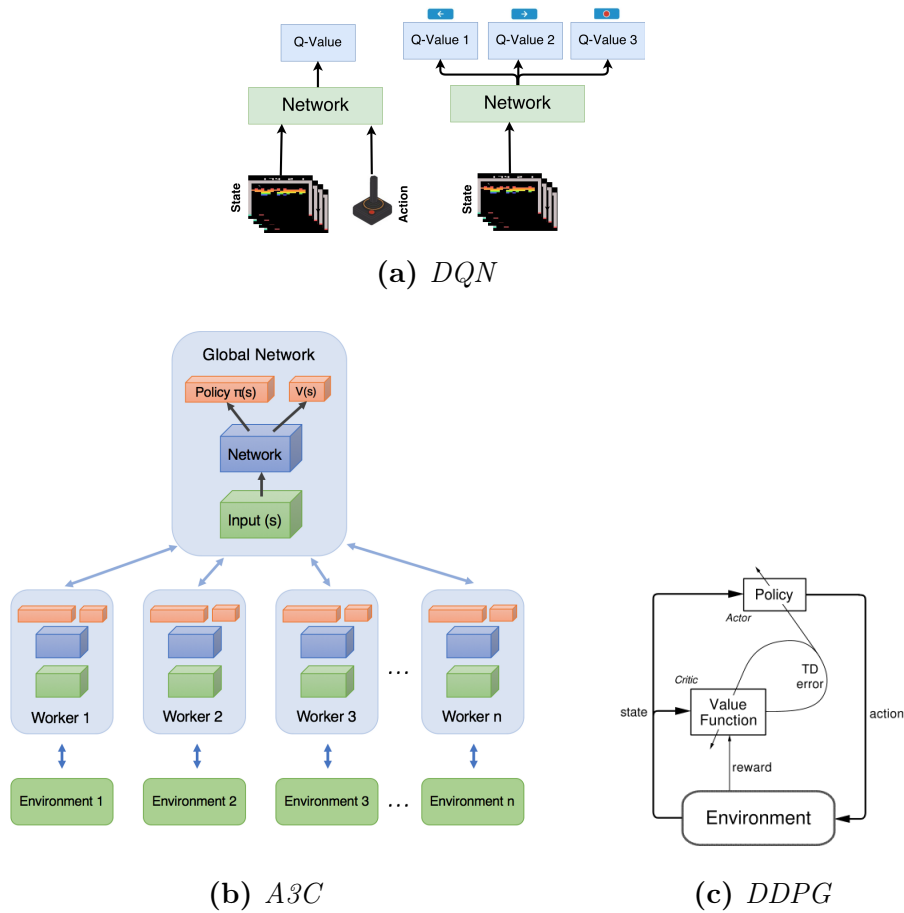 Q-Value
Q-Value 1
Q-Value 2
Q-Value 3
Network
Network
State
Action
State
(a) DQN
Global Network
Policy π(s)
V(s)
Network
Input (s)
Worker 1
Worker 2
Worker 3
...
Worker n
Environment 1
Environment 2
Environment 3
...
Environment n
(b) A3C
Policy
Actor
TD
error
Critic
Value
Function
state
action
reward
Environment
(c) DDPG